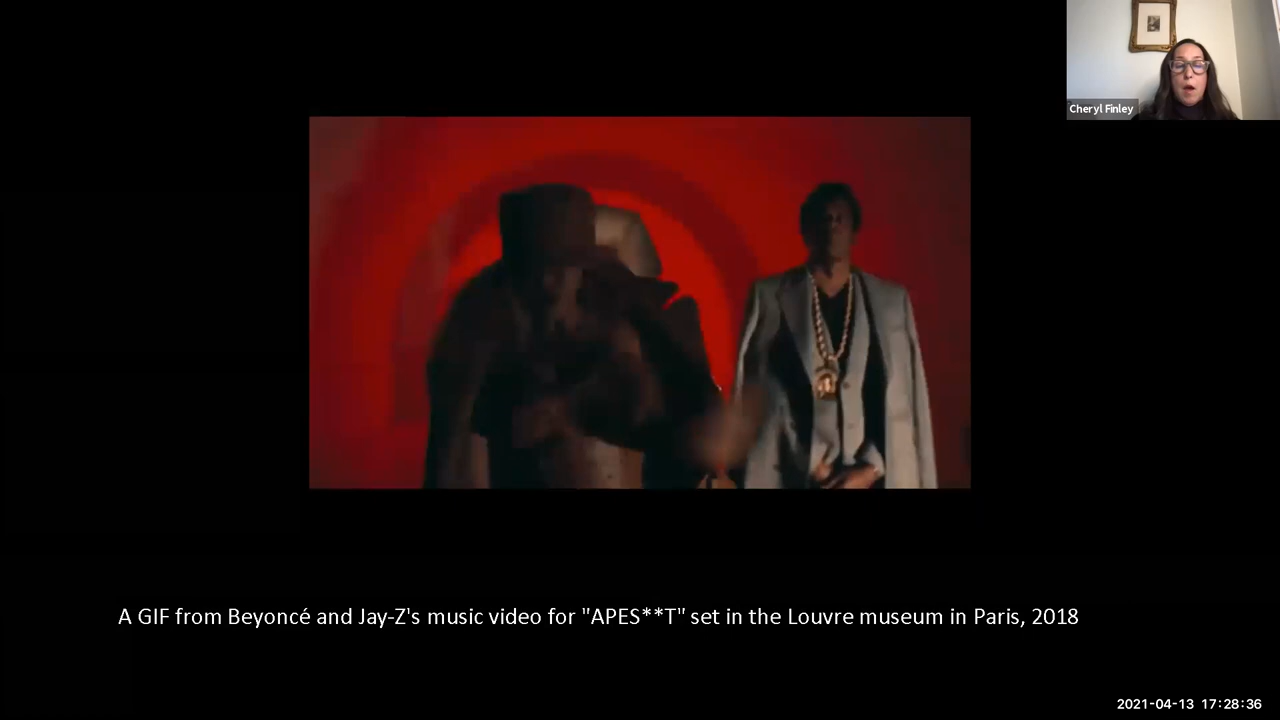 Cheryl Finley
A GIF from Beyoncé and Jay-Z's music video for "APES**T" set in the Louvre museum in Paris, 2018
2021-04-13 17:28:36